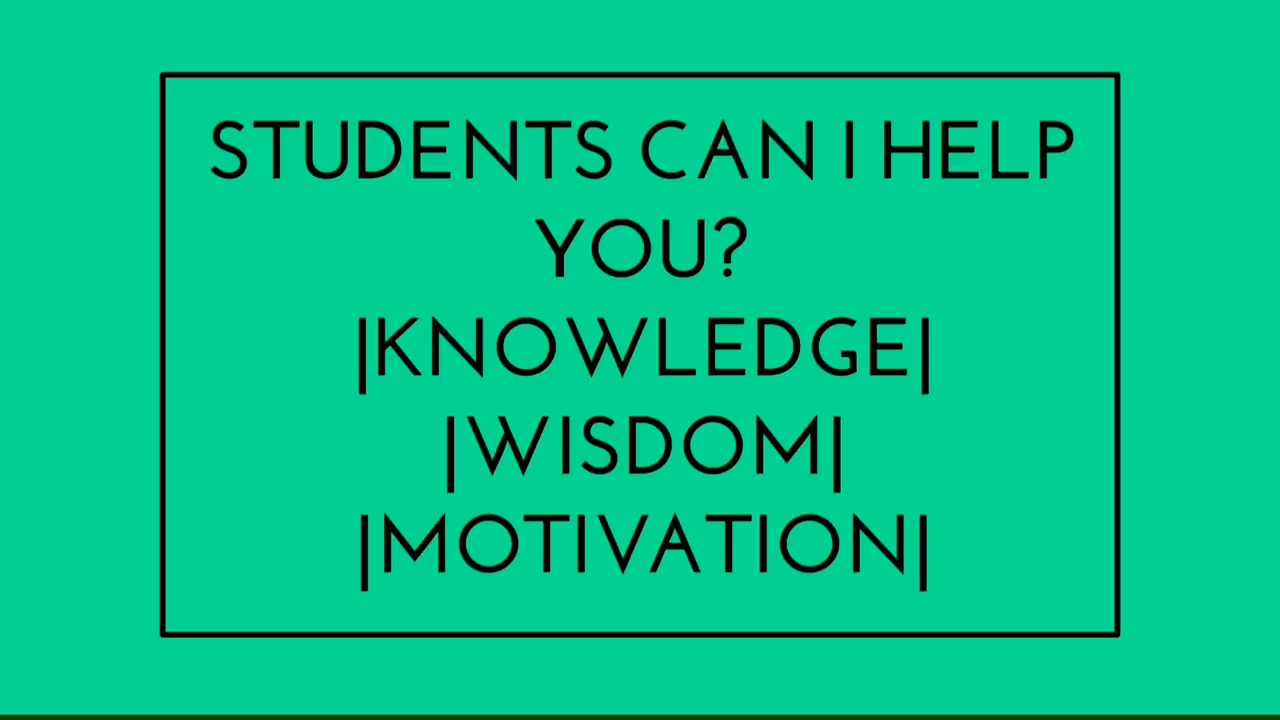 STUDENTS CAN I HELP
YOU?
|KNOWLEDGE|
|WISDOM|
|MOTIVATION|